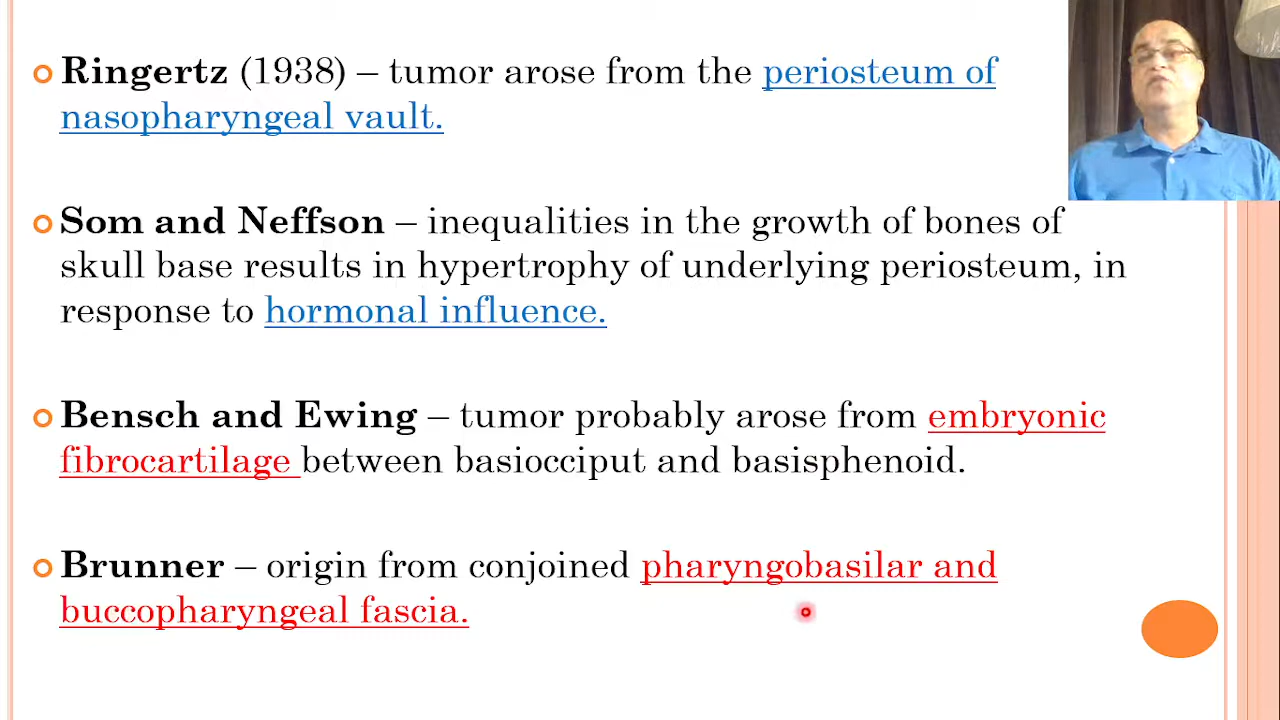 Ringertz (1938) – tumor arose from the periosteum of
nasopharyngeal vault.
Som and Neffson – inequalities in the growth of bones of
skull base results in hypertrophy of underlying periosteum, in
response to hormonal influence.
Bensch and Ewing – tumor probably arose from embryonic
fibrocartilage between basiocciput and basisphenoid.
Brunner – origin from conjoined pharyngobasilar and
buccopharyngeal fascia.